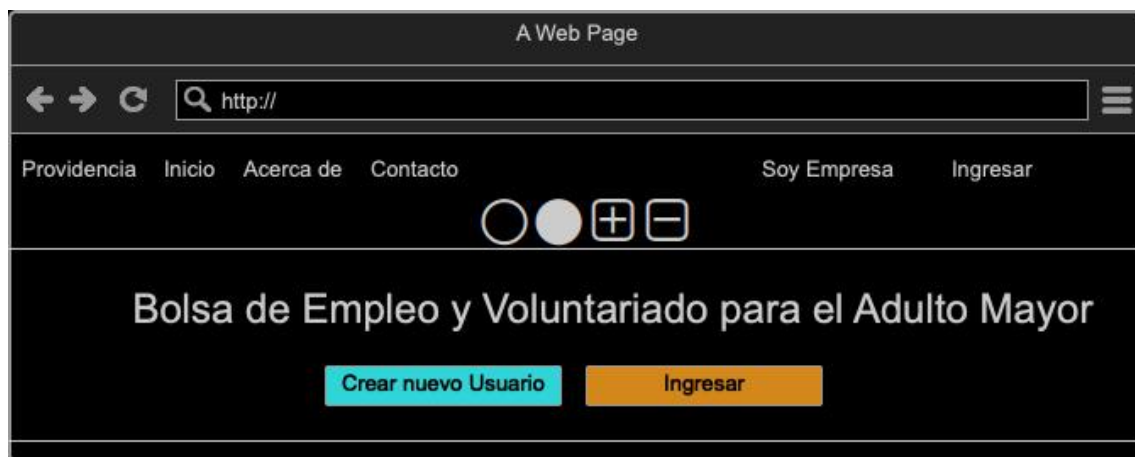 A Web Page
http://
Providencia Inicio Acerca de Contacto Soy Empresa Ingresar
Bolsa de Empleo y Voluntariado para el Adulto Mayor
Crear nuevo Usuario Ingresar